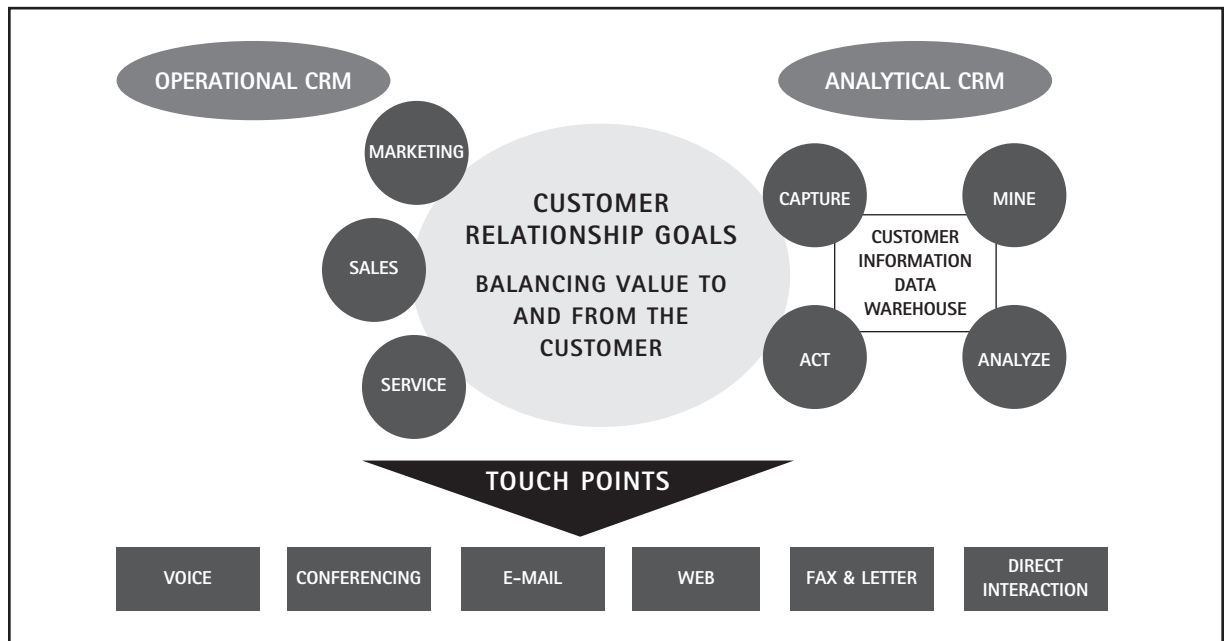 OPERATIONAL CRM
ANALYTICAL CRM
MARKETING
SALES
SERVICE
CUSTOMER
RELATIONSHIP GOALS
BALANCING VALUE TO
AND FROM THE
CUSTOMER
CAPTURE
MINE
CUSTOMER
INFORMATION
DATA
WAREHOUSE
ACT
ANALYZE
TOUCH POINTS
VOICE
CONFERENCING
E-MAIL
WEB
FAX & LETTER
DIRECT
INTERACTION